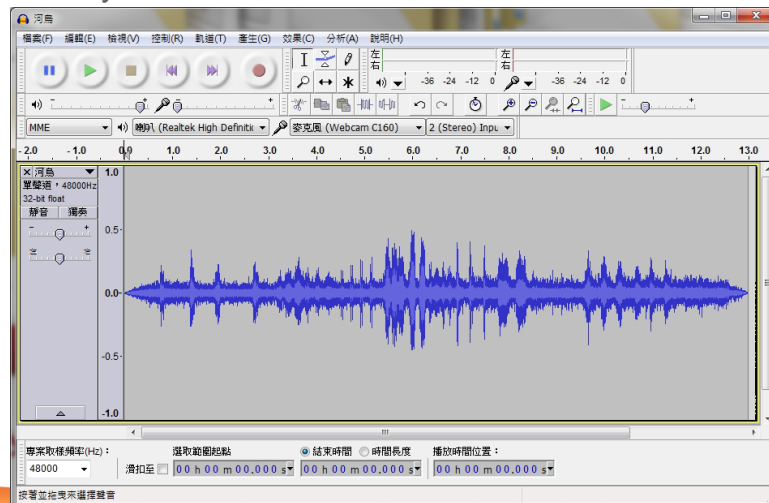 河烏
檔案(F) 編輯(E) 檢視(V) 控制(R) 軌道(T) 產生(G) 效果(C) 分析(A) 說明(H)
左
右
-36 -24 -12 0
左
右
-36 -24 -12 0
MME
喇叭 (Realtek High Definitic
麥克風 (Webcam C160)
2 (Stereo) Inpu
-2.0 -1.0 0.0 1.0 2.0 3.0 4.0 5.0 6.0 7.0 8.0 9.0 10.0 11.0 12.0 13.0
河烏
單聲道,48000Hz
32-bit float
靜音 獨奏
- +
左 右
1.0
0.5
0.0
-0.5
-1.0
專案取樣頻率(Hz): 選取範圍起點 結束時間 時間長度 播放時間位置:
48000 滑扣至 00 h 00 m 00.000 s 00 h 00 m 00.000 s 00 h 00 m 00.000 s
按著並拖曳來選擇聲音